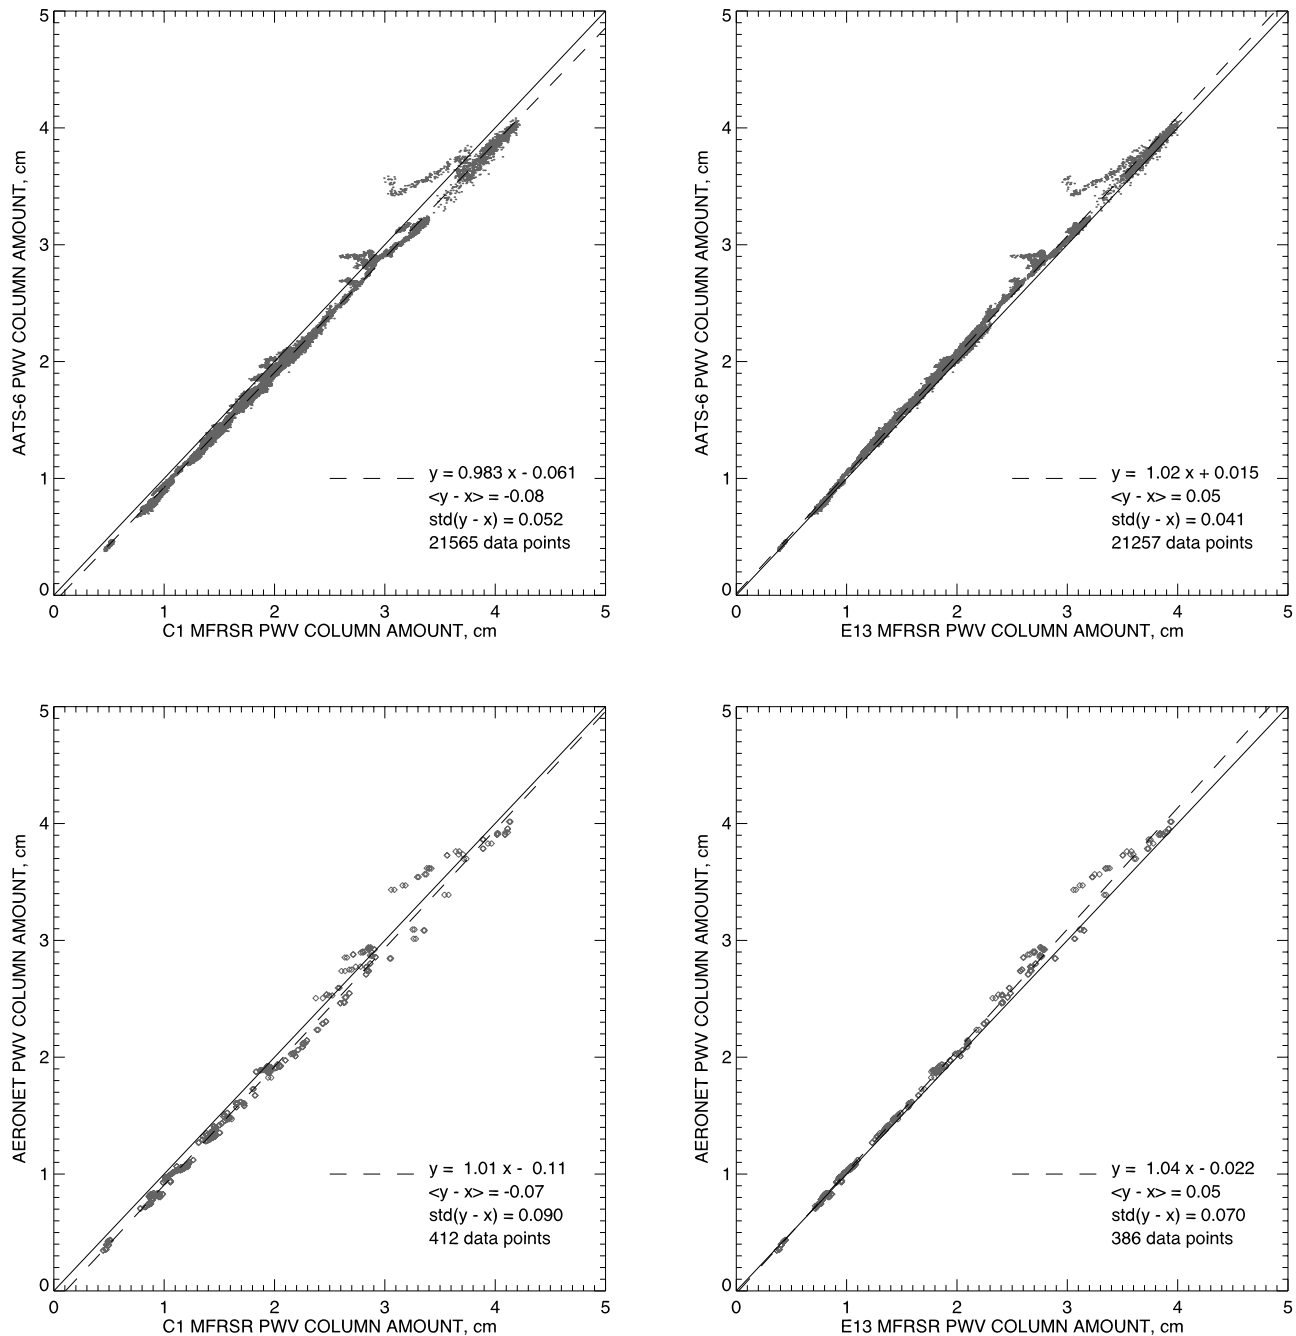 5
4
3
2
1
0
AATS-6 PWV COLUMN AMOUNT, cm
y = 0.983 x - 0.061
<y - x> = -0.08
std(y - x) = 0.052
21565 data points
0 1 2 3 4 5
C1 MFRSR PWV COLUMN AMOUNT, cm
5
4
3
2
1
0
AATS-6 PWV COLUMN AMOUNT, cm
y = 1.02 x + 0.015
<y - x> = 0.05
std(y - x) = 0.041
21257 data points
0 1 2 3 4 5
E13 MFRSR PWV COLUMN AMOUNT, cm
5
4
3
2
1
0
AERONET PWV COLUMN AMOUNT, cm
y = 1.01 x - 0.11
<y - x> = -0.07
std(y - x) = 0.090
412 data points
0 1 2 3 4 5
C1 MFRSR PWV COLUMN AMOUNT, cm
5
4
3
2
1
0
AERONET PWV COLUMN AMOUNT, cm
y = 1.04 x - 0.022
<y - x> = 0.05
std(y - x) = 0.070
386 data points
0 1 2 3 4 5
E13 MFRSR PWV COLUMN AMOUNT, cm